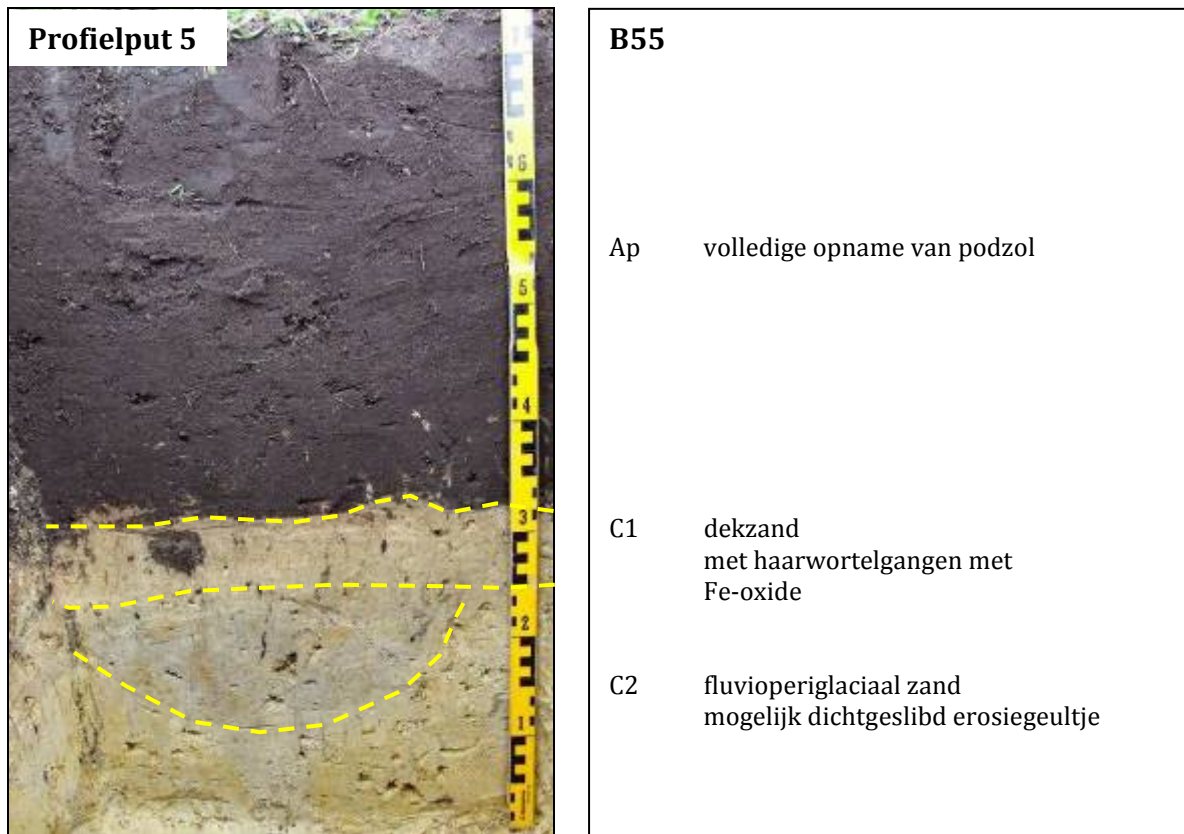 Profielput 5
7
6
5
4
3
2
1
B55
Ap volledige opname van podzol
C1 dekzand
met haarwortelgangen met
Fe-oxide
C2 fluvioperiglaciaal zand
mogelijk dichtgeslibd erosiegeultje